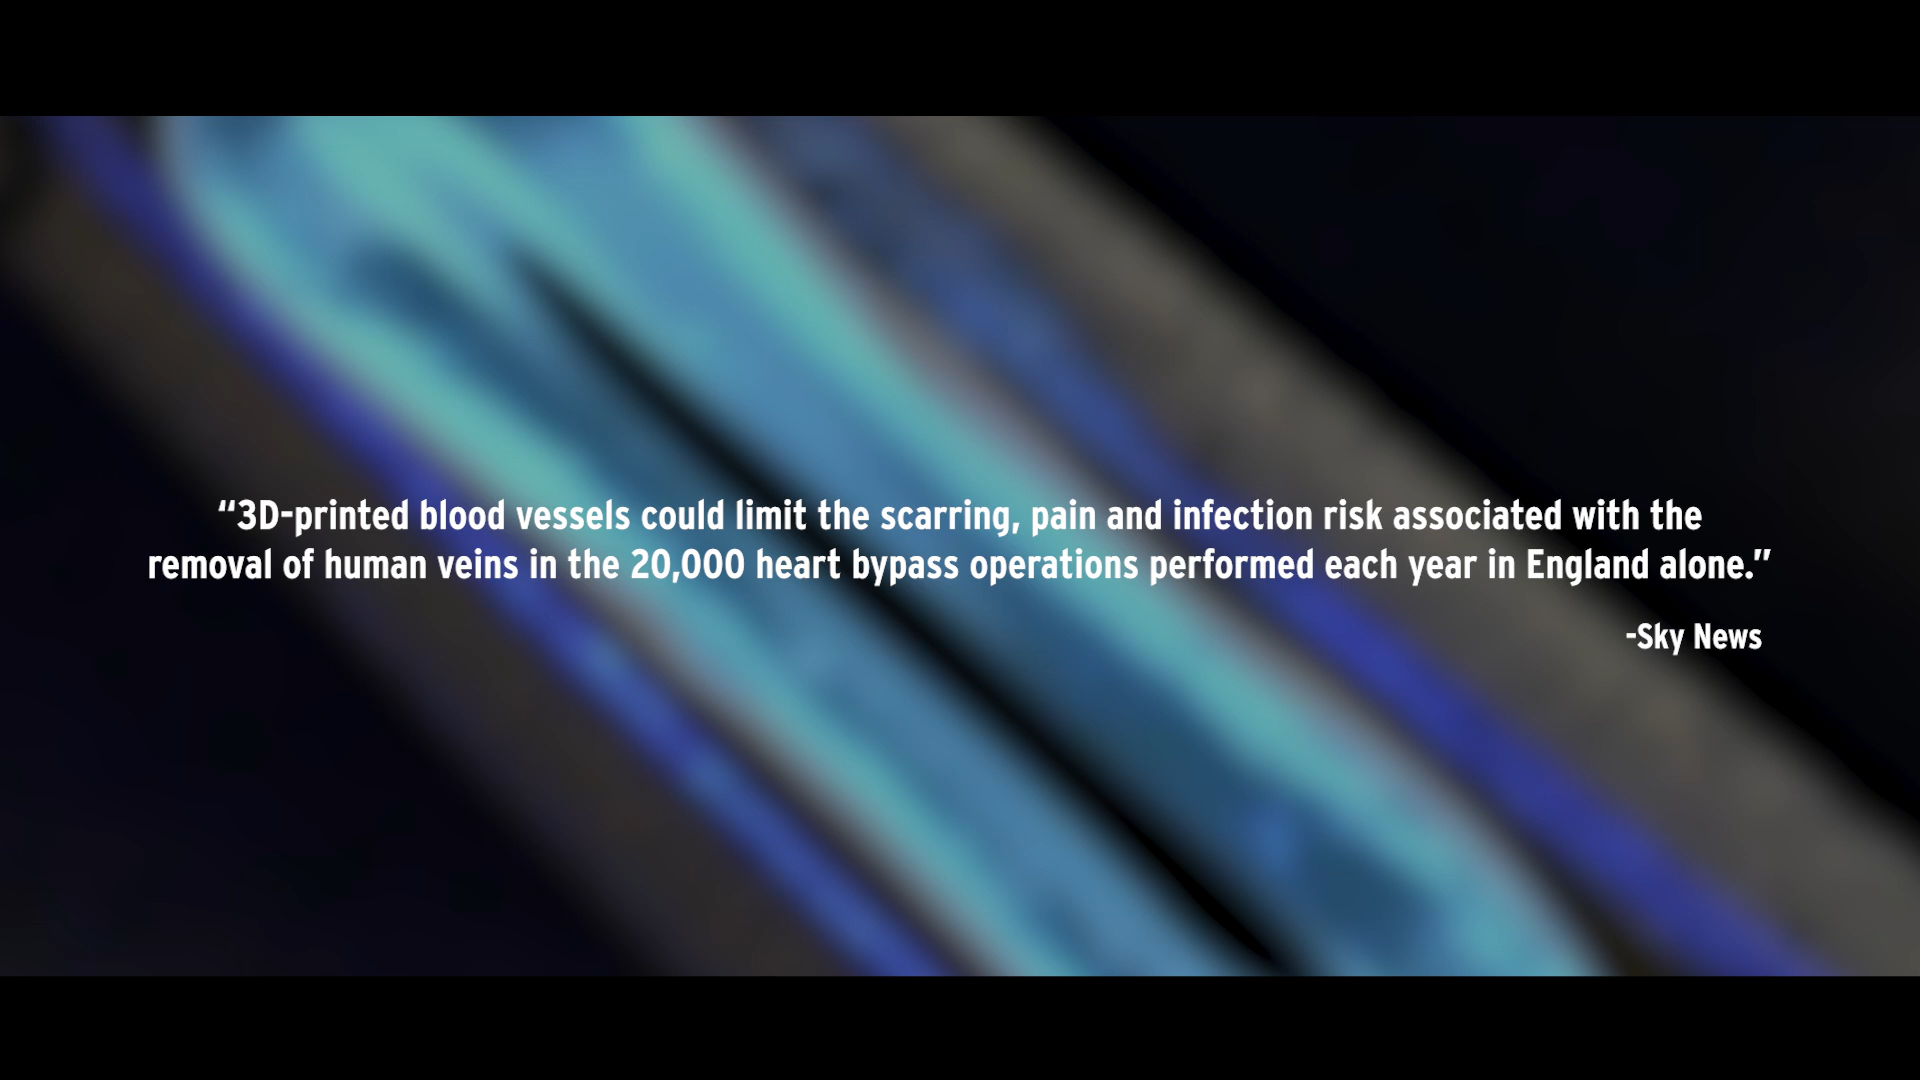 “3D-printed blood vessels could limit the scarring, pain and infection risk associated with the
removal of human veins in the 20,000 heart bypass operations performed each year in England alone.”
-Sky News